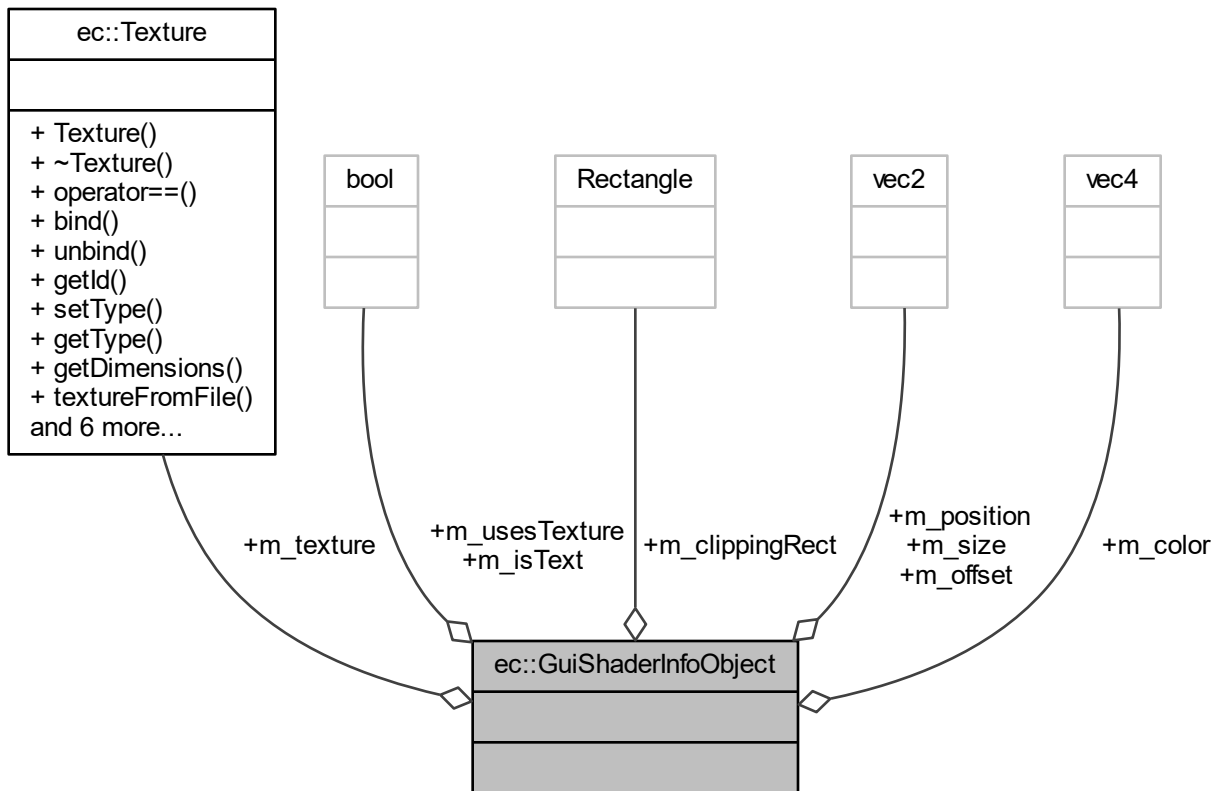 ec::Texture
+ Texture()
+ ~Texture()
+ operator==()
+ bind()
+ unbind()
+ getId()
+ setType()
+ getType()
+ getDimensions()
+ textureFromFile()
and 6 more...
bool
Rectangle
vec2
vec4
+m_texture
+m_usesTexture
+m_isText
+m_clippingRect
+m_position
+m_size
+m_offset
+m_color
ec::GuiShaderInfoObject